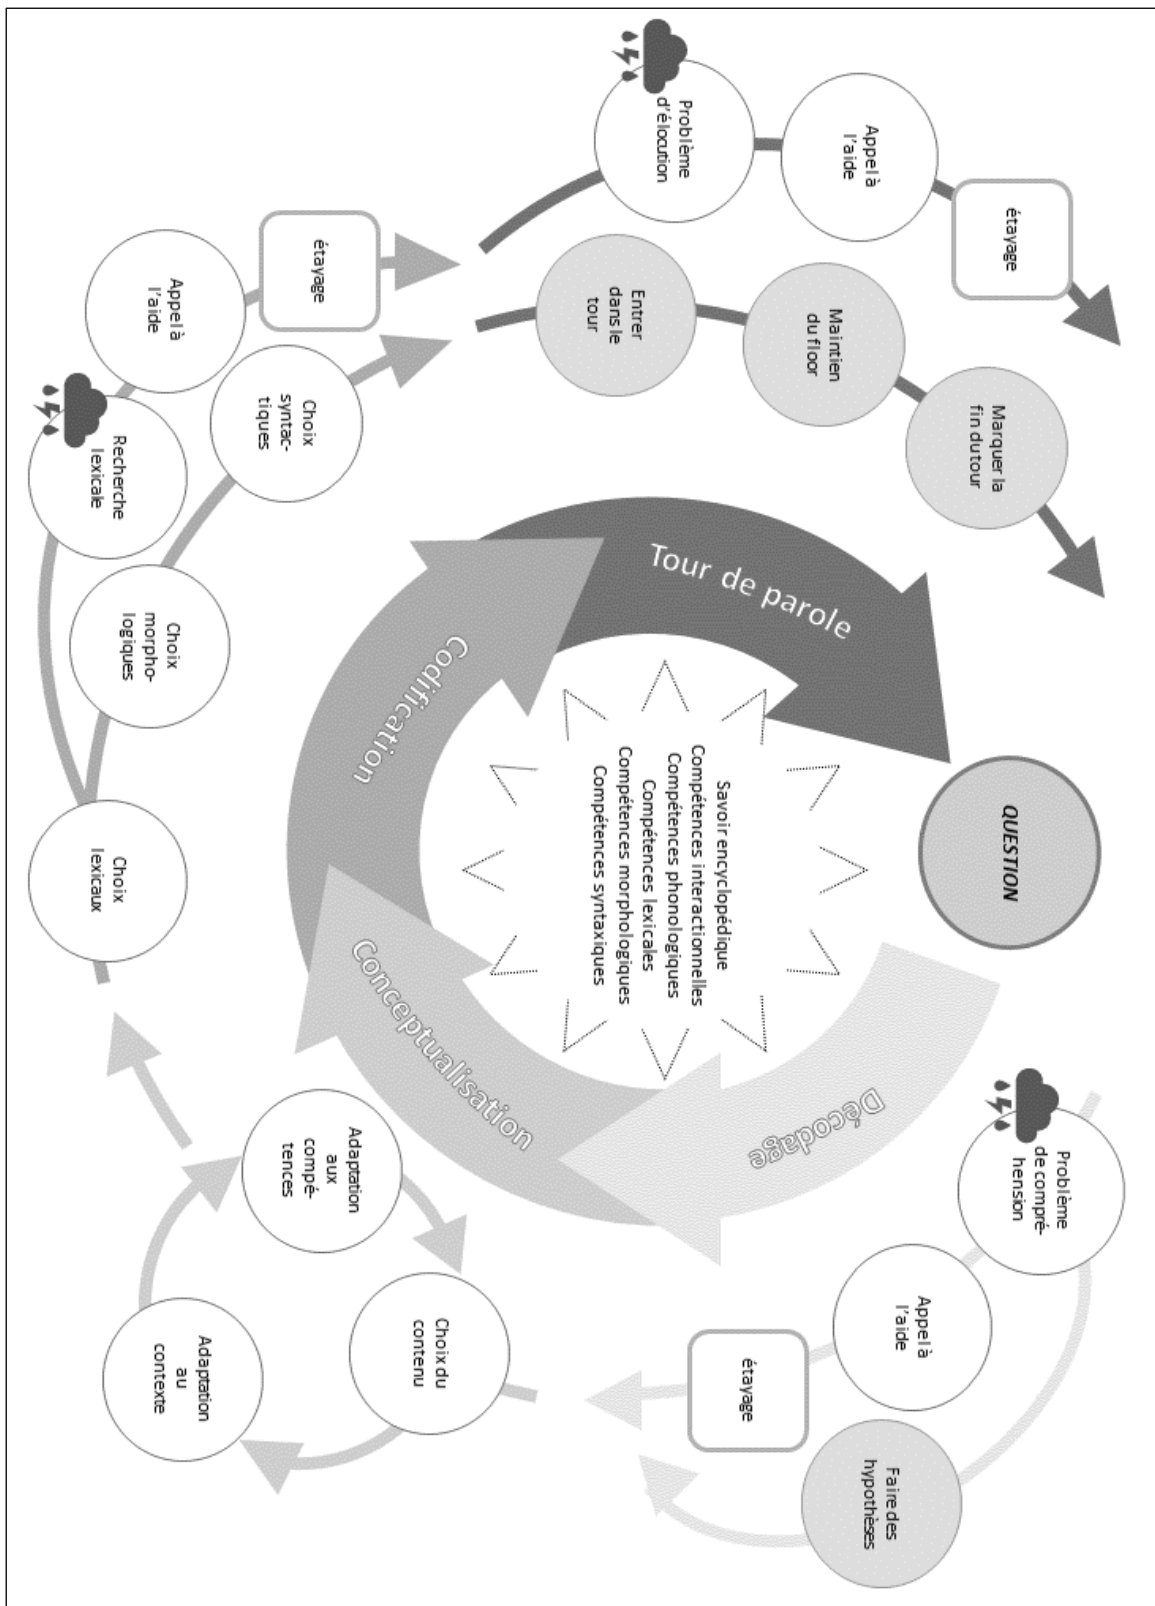 QUESTION
Décodage
Problème
de compré-
hension
Appel à
l'aide
étayage
Faire des
hypothèses
Conceptualisation
Choix du
contenu
Adaptation
au
contexte
Adaptation
aux
compé-
tences
Codification
Choix
lexicaux
Choix
morpho-
logiques
Choix
syntac-
tiques
Recherche
lexicale
Appel à
l'aide
étayage
Tour de parole
Entrer
dans le
tour
Maintien
du floor
Marquer la
fin du tour
Problème
d'élocution
Appel à
l'aide
étayage
Savoir encyclopédique
Compétences interactionnelles
Compétences phonologiques
Compétences lexicales
Compétences morphologiques
Compétences syntaxiques